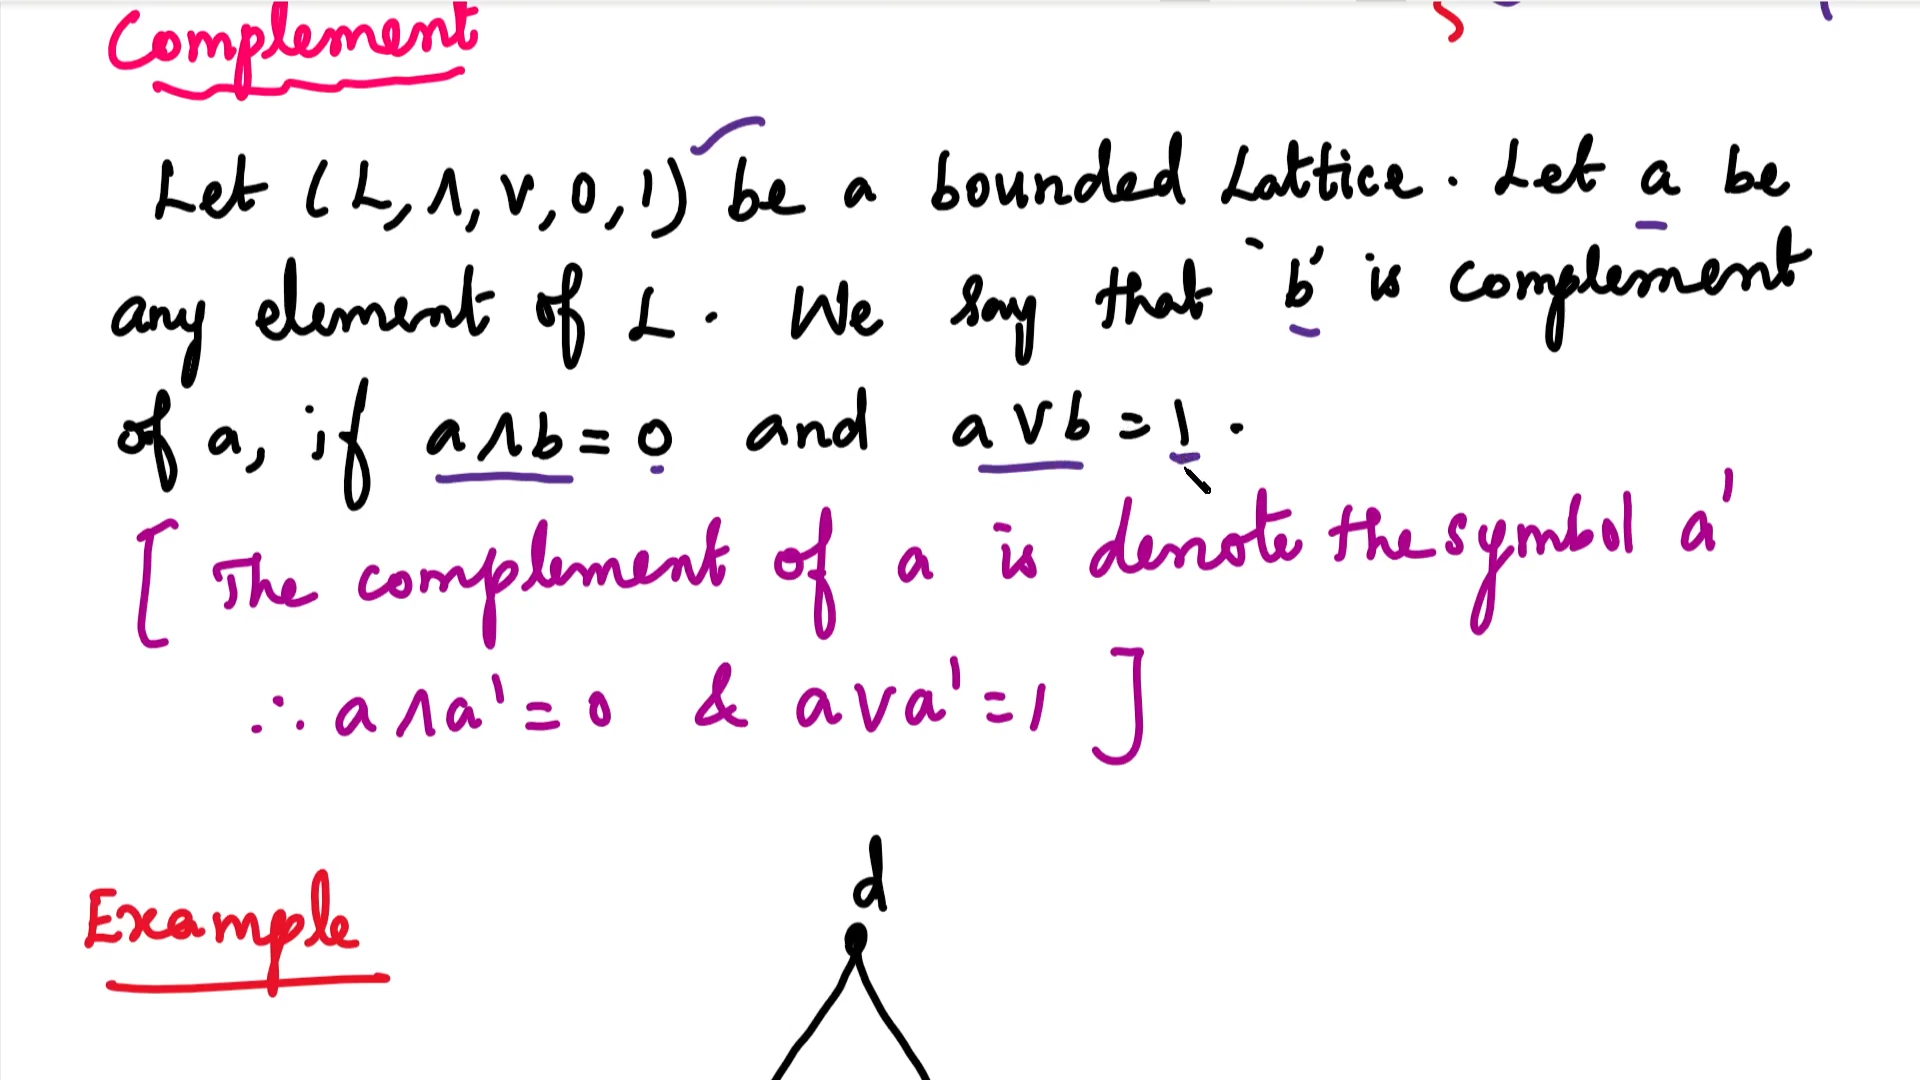 Complement
Let (L, ∧, ∨, 0, 1) be a bounded Lattice. Let a be
any element of L. We say that `b' is complement
of a, if a∧b = 0 and a∨b = 1.
[The complement of a is denote the symbol a'
∴ a∧a' = 0 & a∨a' = 1]
d
Example